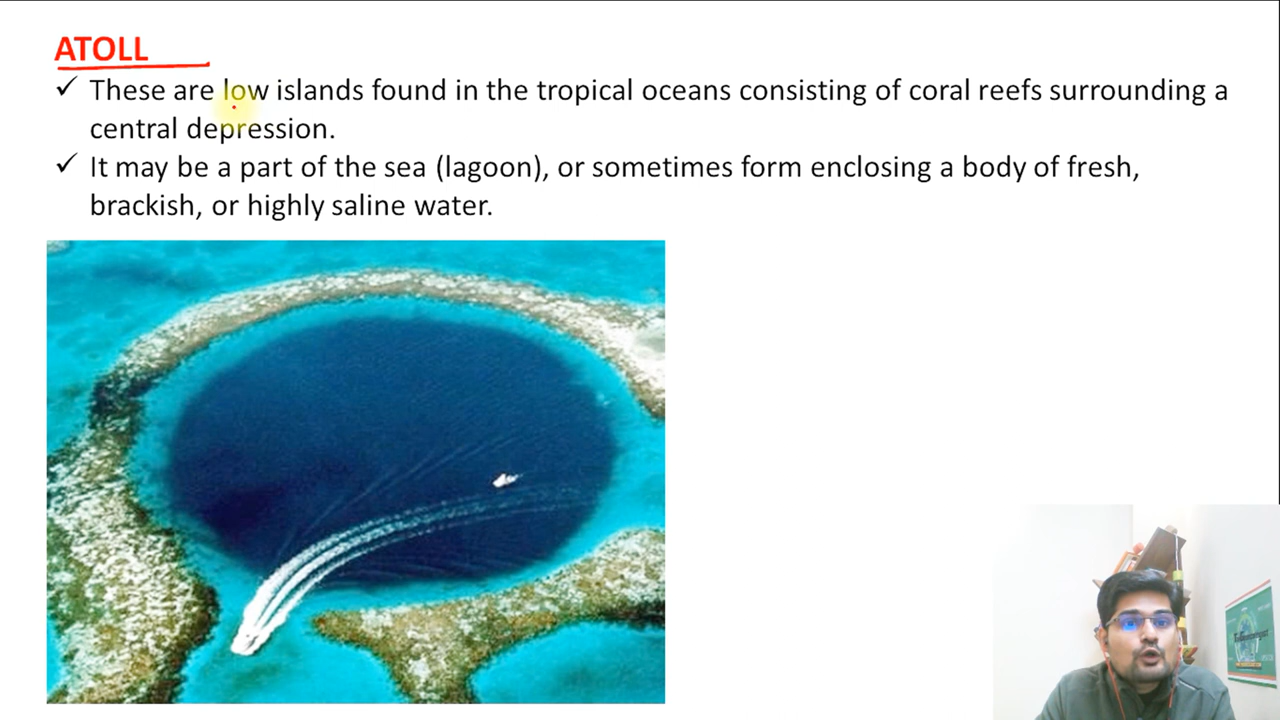 ATOLL
✓ These are low islands found in the tropical oceans consisting of coral reefs surrounding a
central depression.
✓ It may be a part of the sea (lagoon), or sometimes form enclosing a body of fresh,
brackish, or highly saline water.